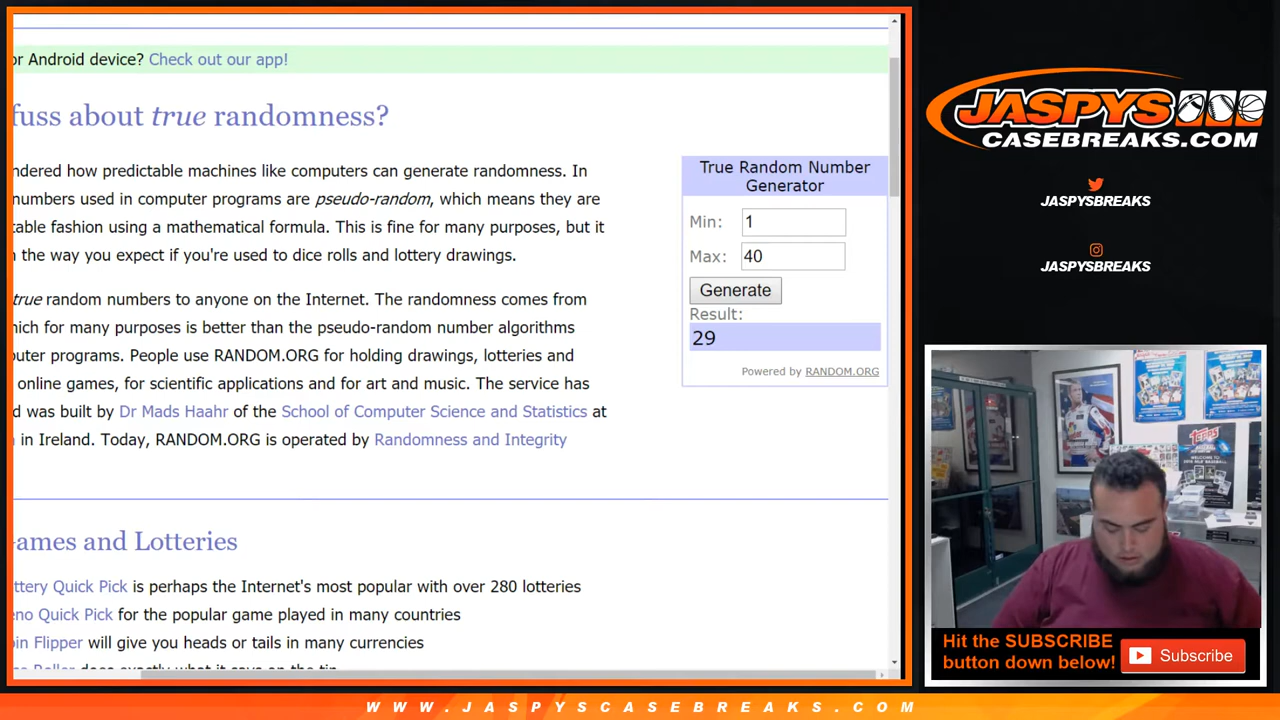 or Android device? Check out our app!
fuss about true randomness?
ndered how predictable machines like computers can generate randomness. In
numbers used in computer programs are pseudo-random, which means they are
table fashion using a mathematical formula. This is fine for many purposes, but it
n the way you expect if you're used to dice rolls and lottery drawings.
true random numbers to anyone on the Internet. The randomness comes from
hich for many purposes is better than the pseudo-random number algorithms
puter programs. People use RANDOM.ORG for holding drawings, lotteries and
online games, for scientific applications and for art and music. The service has
d was built by Dr Mads Haahr of the School of Computer Science and Statistics at
in Ireland. Today, RANDOM.ORG is operated by Randomness and Integrity
True Random Number
Generator
Min: 1
Max: 40
Generate
Result:
29
Powered by RANDOM.ORG
Games and Lotteries
ttery Quick Pick is perhaps the Internet's most popular with over 280 lotteries
eno Quick Pick for the popular game played in many countries
oin Flipper will give you heads or tails in many currencies
JASPYS
CASEBREAKS.COM
JASPYSBREAKS
JASPYSBREAKS
TOPPS
Hit the SUBSCRIBE
button down below!
Subscribe
WWW.JASPYSCASEBREAKS.COM